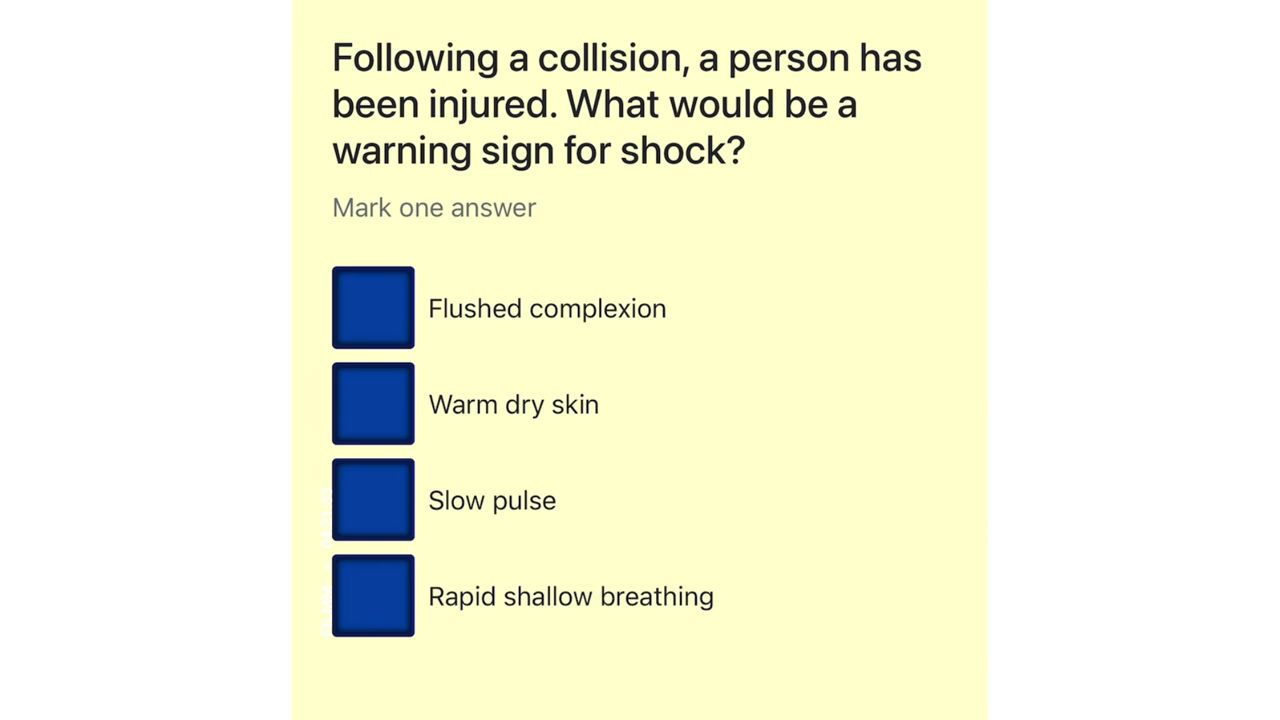 Following a collision, a person has
been injured. What would be a
warning sign for shock?
Mark one answer
Flushed complexion
Warm dry skin
Slow pulse
Rapid shallow breathing